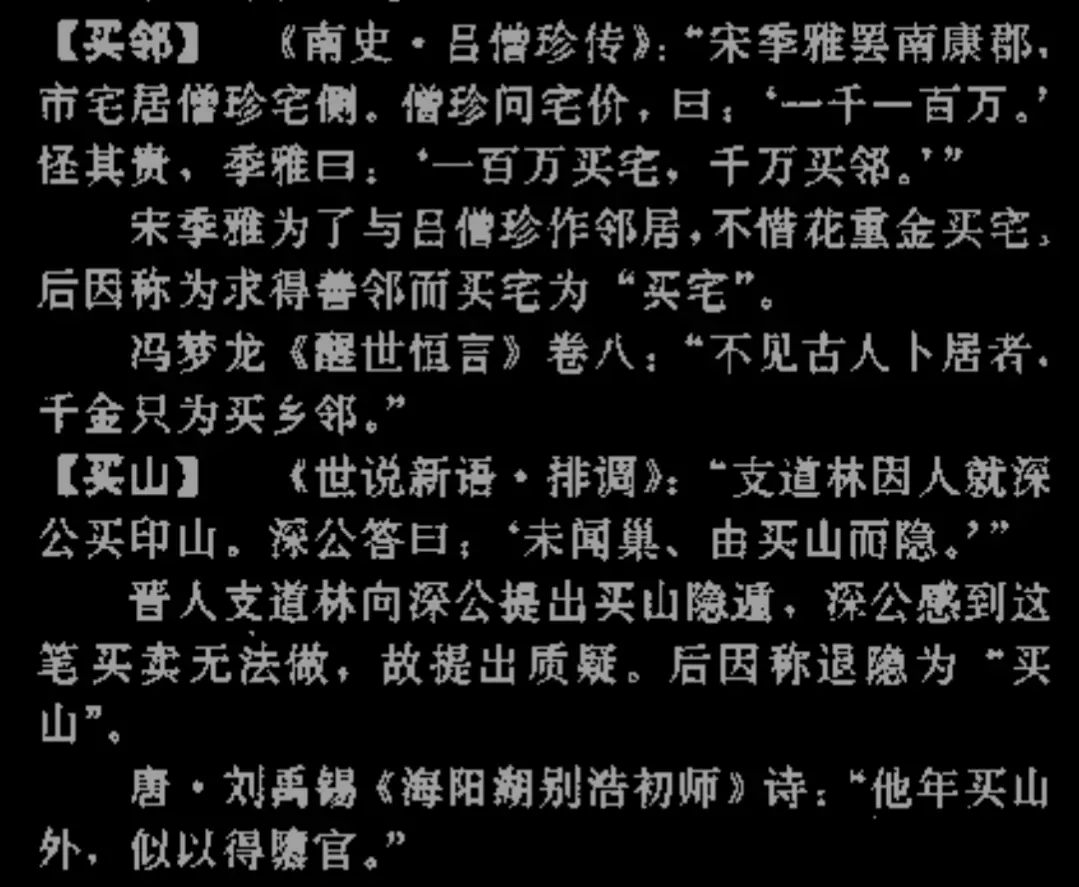 【买邻】 《南史·吕僧珍传》：“宋季雅罢南康郡，
市宅居僧珍宅侧。僧珍问宅价，曰：‘一千一百万。’
怪其贵，季雅曰：‘一百万买宅，千万买邻。’”
宋季雅为了与吕僧珍作邻居，不惜花重金买宅，
后因称为求得善邻而买宅为“买宅”。
冯梦龙《醒世恒言》卷八：“不见古人卜居者，
千金只为买乡邻。”
【买山】 《世说新语·排调》：“支道林因人就深
公买印山。深公答曰：‘未闻巢、由买山而隐。’”
晋人支道林向深公提出买山隐遁，深公感到这
笔买卖无法做，故提出质疑。后因称退隐为“买
山”。
唐·刘禹锡《海阳湖别浩初师》诗：“他年买山
外，似以得官。”